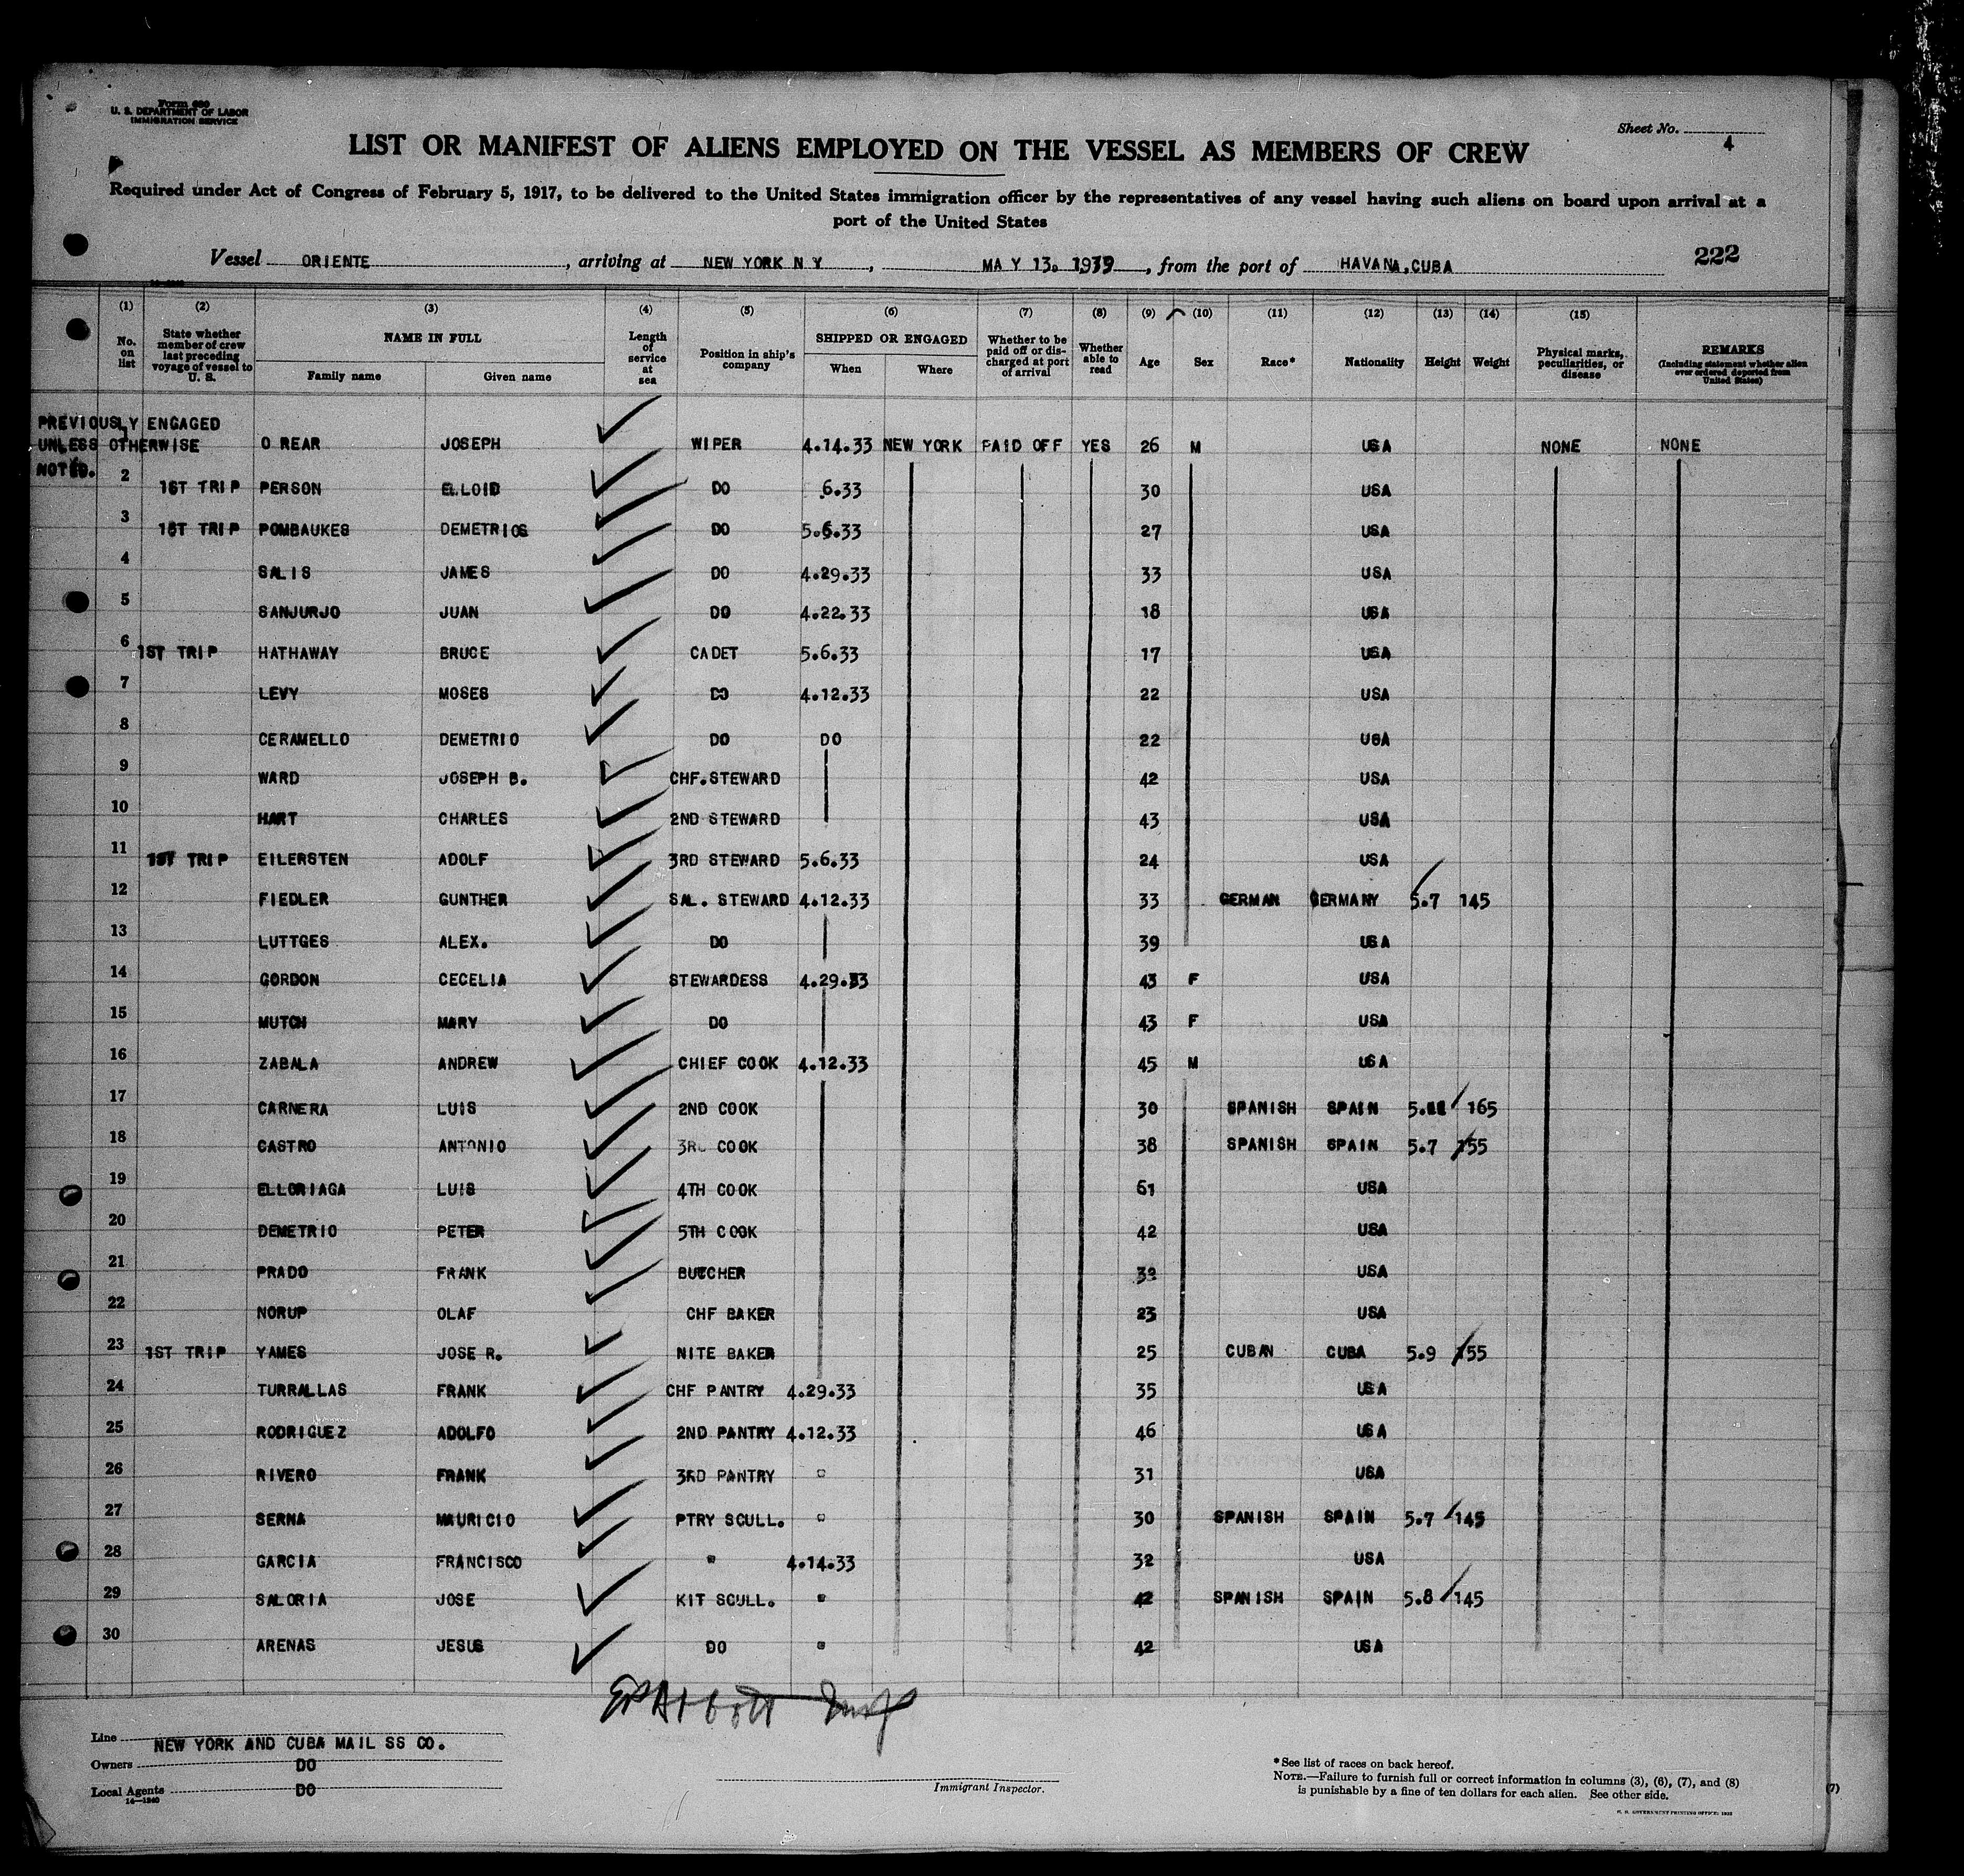 Form 680
U. S. DEPARTMENT OF LABOR
IMMIGRATION SERVICE
Sheet No. 4
LIST OR MANIFEST OF ALIENS EMPLOYED ON THE VESSEL AS MEMBERS OF CREW
Required under Act of Congress of February 5, 1917, to be delivered to the United States immigration officer by the representatives of any vessel having such aliens on board upon arrival at a
port of the United States
Vessel ORIENTE, arriving at NEW YORK N Y, MAY 13. 1933, from the port of HAVANA,CUBA 222
(1) (2) (3) (4) (5) (6) (7) (8) (9) (10) (11) (12) (13) (14) (15)
No. on list State whether member of crew last preceding voyage of vessel to U. S. NAME IN FULL Family name Given name Length of service at sea Position in ship's company SHIPPED OR ENGAGED When Where Whether to be paid off or discharged at port of arrival Whether able to read Age Sex Race* Nationality Height Weight Physical marks, peculiarities, or disease REMARKS (Including statement whether alien ever ordered deported from United States)
PREVIOUSLY ENGAGED
UNLESS OTHERWISE O REAR JOSEPH WIPER 4.14.33 NEW YORK PAID OFF YES 26 M USA NONE NONE
NOTED.
2 1ST TRIP PERSON ELLOID DO 6.33 30 USA
3 1ST TRIP POMBAUKES DEMETRIOS DO 5.6.33 27 USA
4 SALIS JAMES DO 4.29.33 33 USA
5 SANJURJO JUAN DO 4.22.33 18 USA
6 1ST TRIP HATHAWAY BRUCE CADET 5.6.33 17 USA
7 LEVY MOSES DO 4.12.33 22 USA
8 CERAMELLO DEMETRIO DO DO 22 USA
9 WARD JOSEPH B. CHF.STEWARD 42 USA
10 HART CHARLES 2ND STEWARD 43 USA
11 1ST TRIP EILERSTEN ADOLF 3RD STEWARD 5.6.33 24 USA
12 FIEDLER GUNTHER SAL. STEWARD 4.12.33 33 GERMAN GERMANY 5.7 145
13 LUTTGES ALEX. DO 39 USA
14 GORDON CECELIA STEWARDESS 4.29.33 43 F USA
15 MUTCH MARY DO 43 F USA
16 ZABALA ANDREW CHIEF COOK 4.12.33 45 M USA
17 CARNERA LUIS 2ND COOK 30 SPANISH SPAIN 5.11 165
18 CASTRO ANTONIO 3RD COOK 38 SPANISH SPAIN 5.7 155
19 ELLORIAGA LUIS 4TH COOK 61 USA
20 DEMETRIO PETER 5TH COOK 42 USA
21 PRADO FRANK BUTCHER 39 USA
22 NORUP OLAF CHF BAKER 23 USA
23 1ST TRIP YAMES JOSE R. NITE BAKER 25 CUBAN CUBA 5.9 155
24 TURRALLAS FRANK CHF PANTRY 4.29.33 35 USA
25 RODRIGUEZ ADOLFO 2ND PANTRY 4.12.33 46 USA
26 RIVERO FRANK 3RD PANTRY " 31 USA
27 SERNA MAURICIO PTRY SCULL. " 30 SPANISH SPAIN 5.7 145
28 GARCIA FRANCISCO " 4.14.33 32 USA
29 SALORIA JOSE KIT SCULL. " 42 SPANISH SPAIN 5.8 145
30 ARENAS JESUS DO " 42 USA
Line NEW YORK AND CUBA MAIL SS CO.
Owners DO
Local Agents DO
14—1240
Immigrant Inspector.
*See list of races on back hereof.
NOTE.—Failure to furnish full or correct information in columns (3), (6), (7), and (8)
is punishable by a fine of ten dollars for each alien. See other side.
(7)